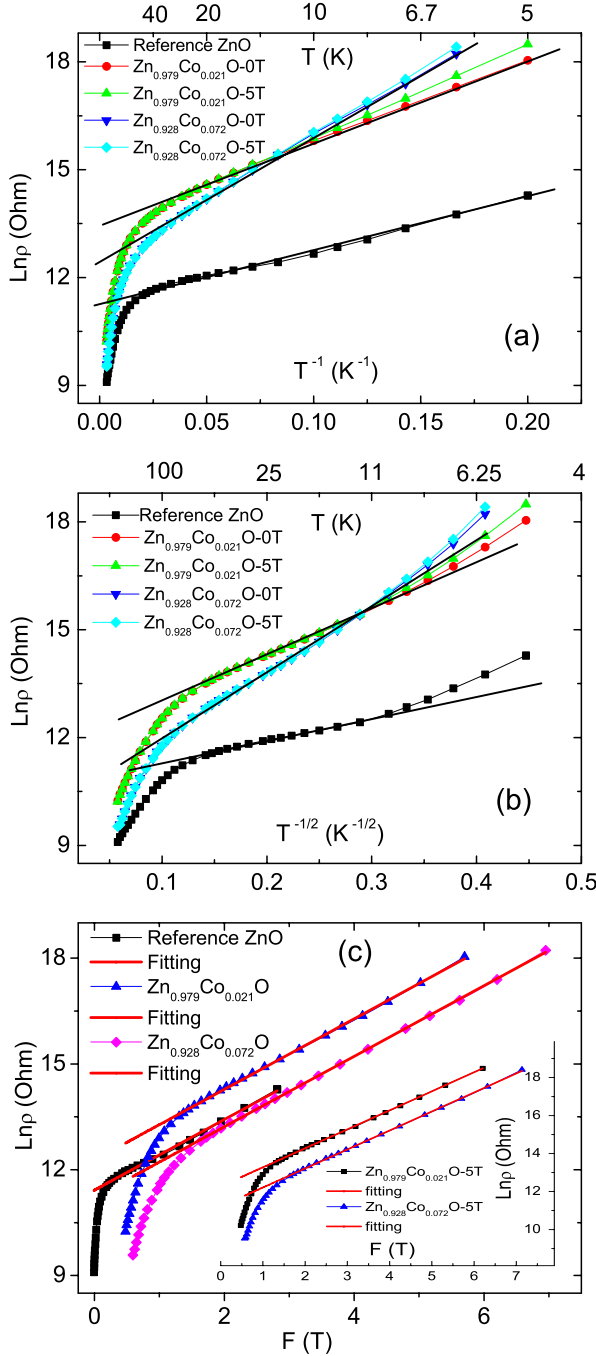 40 20 10 6.7 5
T (K)
Reference ZnO
Zn0.979Co0.021O-0T
Zn0.979Co0.021O-5T
Zn0.928Co0.072O-0T
Zn0.928Co0.072O-5T
18
15
12
9
Lnρ (Ohm)
(a)
T-1 (K-1)
0.00 0.05 0.10 0.15 0.20
100 25 11 6.25 4
T (K)
Reference ZnO
Zn0.979Co0.021O-0T
Zn0.979Co0.021O-5T
Zn0.928Co0.072O-0T
Zn0.928Co0.072O-5T
18
15
12
9
Lnρ (Ohm)
(b)
T-1/2 (K-1/2)
0.1 0.2 0.3 0.4 0.5
(c)
Reference ZnO
Fitting
Zn0.979Co0.021O
Fitting
Zn0.928Co0.072O
Fitting
18
15
12
9
Lnρ (Ohm)
18
16
14
12
10
Lnρ (Ohm)
Zn0.979Co0.021O-5T
fitting
Zn0.928Co0.072O-5T
fitting
F (T)
0 1 2 3 4 5 6 7
0 2 4 6
F (T)